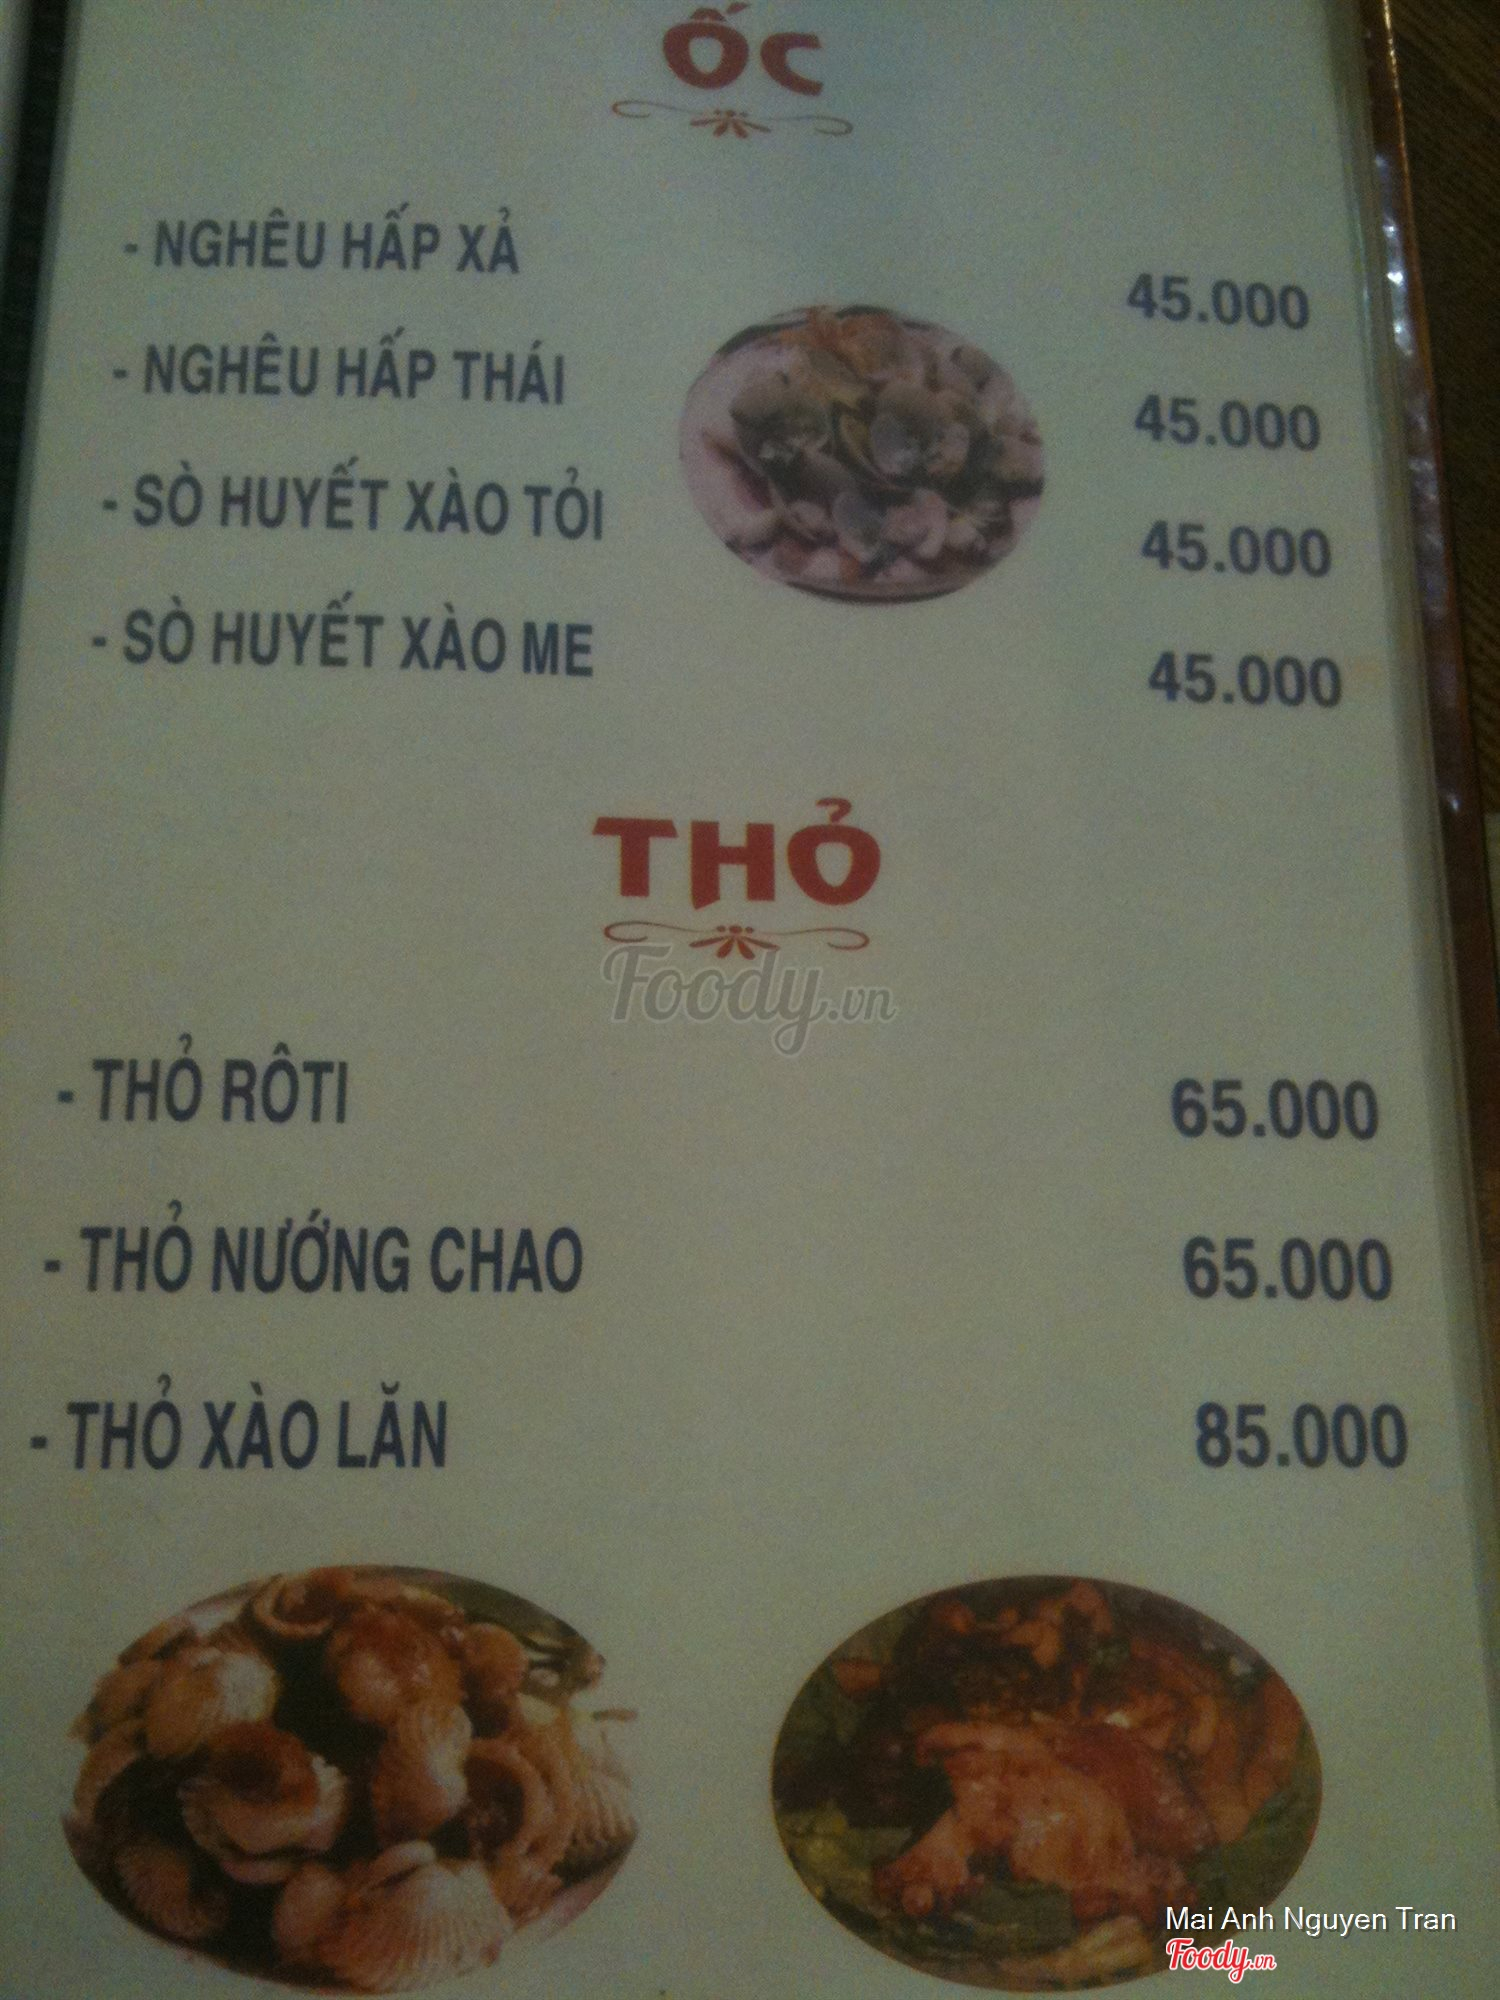 ỐC
- NGHÊU HẤP XẢ 45.000
- NGHÊU HẤP THÁI 45.000
- SÒ HUYẾT XÀO TỎI 45.000
- SÒ HUYẾT XÀO ME 45.000
THỎ
Foody.vn
- THỎ RÔTI 65.000
- THỎ NƯỚNG CHAO 65.000
- THỎ XÀO LĂN 85.000
Mai Anh Nguyen Tran
Foody.vn